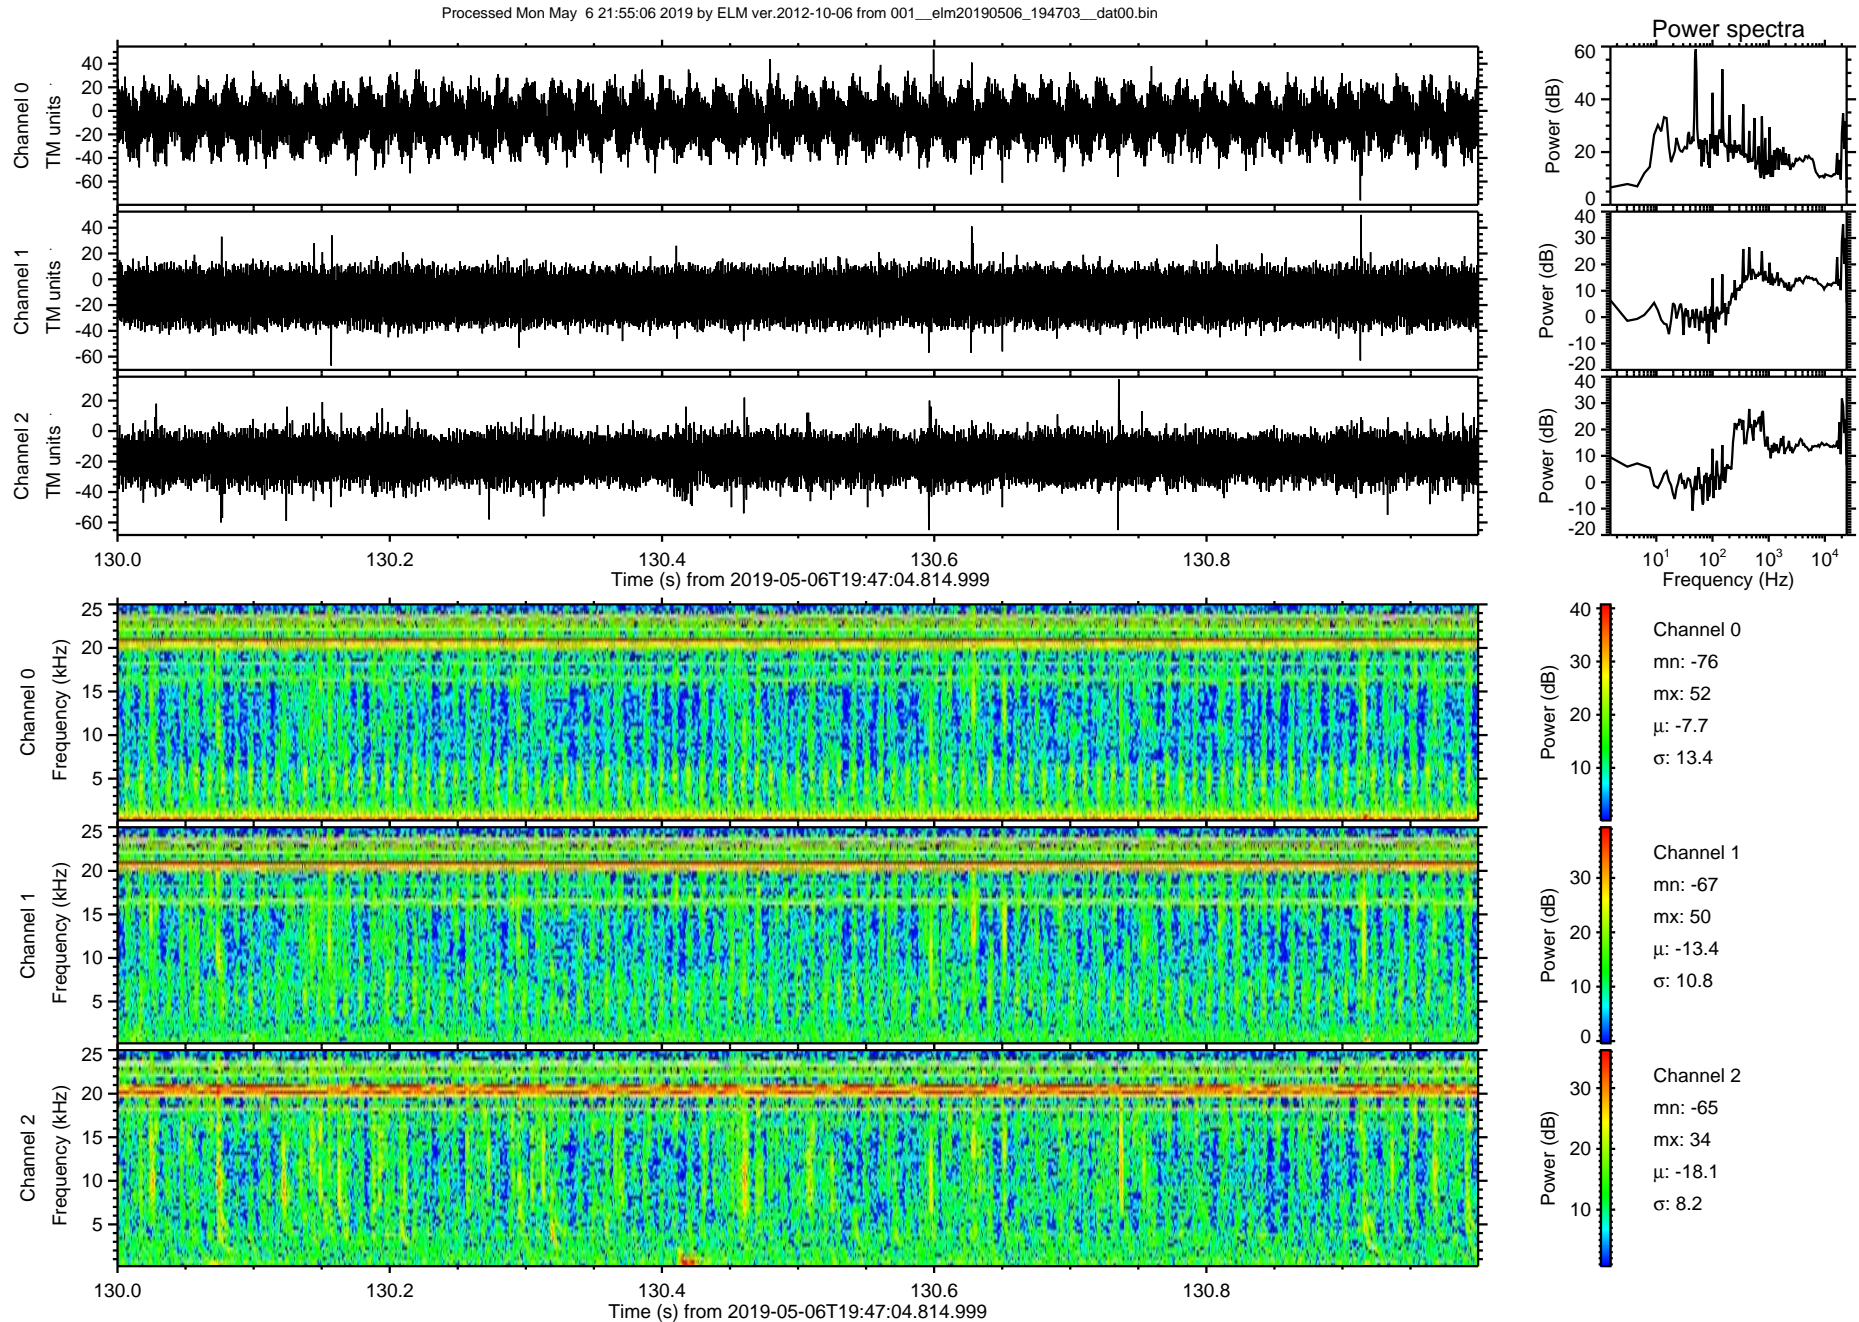 Processed Mon May  6 21:55:06 2019 by ELM ver.2012-10-06 from 001__elm20190506_194703__dat00.bin
Power spectra
Channel 0
TM units
40
20
0
-20
-40
-60
Power (dB)
60
40
20
0
Channel 1
TM units
40
20
0
-20
-40
-60
Power (dB)
40
30
20
10
0
-10
-20
Channel 2
TM units
20
0
-20
-40
-60
Power (dB)
40
30
20
10
0
-10
-20
130.0 130.2 130.4 130.6 130.8
Time (s) from 2019-05-06T19:47:04.814.999
10^1 10^2 10^3 10^4
Frequency (Hz)
Channel 0
Frequency (kHz)
25
20
15
10
5
Power (dB)
40
30
20
10
Channel 0
mn: -76
mx: 52
μ: -7.7
σ: 13.4
Channel 1
Frequency (kHz)
25
20
15
10
5
Power (dB)
30
20
10
0
Channel 1
mn: -67
mx: 50
μ: -13.4
σ: 10.8
Channel 2
Frequency (kHz)
25
20
15
10
5
Power (dB)
30
20
10
Channel 2
mn: -65
mx: 34
μ: -18.1
σ: 8.2
130.0 130.2 130.4 130.6 130.8
Time (s) from 2019-05-06T19:47:04.814.999